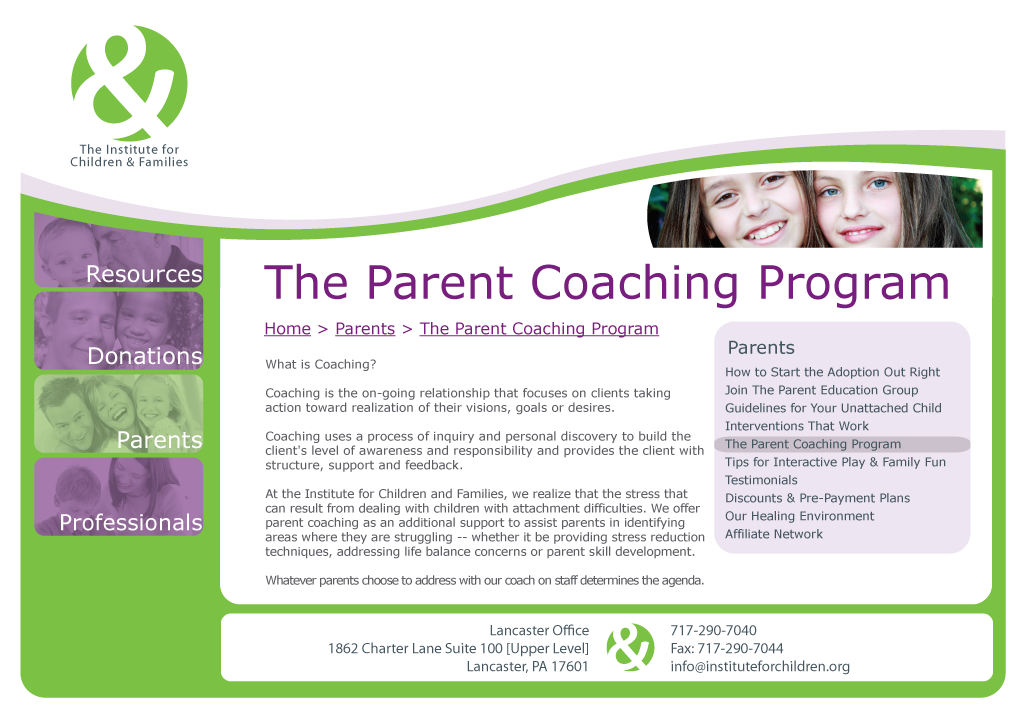 The Institute for
Children & Families
Resources
Donations
Parents
Professionals
The Parent Coaching Program
Home > Parents > The Parent Coaching Program
What is Coaching?
Coaching is the on-going relationship that focuses on clients taking
action toward realization of their visions, goals or desires.
Coaching uses a process of inquiry and personal discovery to build the
client's level of awareness and responsibility and provides the client with
structure, support and feedback.
At the Institute for Children and Families, we realize that the stress that
can result from dealing with children with attachment difficulties. We offer
parent coaching as an additional support to assist parents in identifying
areas where they are struggling -- whether it be providing stress reduction
techniques, addressing life balance concerns or parent skill development.
Whatever parents choose to address with our coach on staff determines the agenda.
Parents
How to Start the Adoption Out Right
Join The Parent Education Group
Guidelines for Your Unattached Child
Interventions That Work
The Parent Coaching Program
Tips for Interactive Play & Family Fun
Testimonials
Discounts & Pre-Payment Plans
Our Healing Environment
Affiliate Network
Lancaster Office
1862 Charter Lane Suite 100 [Upper Level]
Lancaster, PA 17601
&
717-290-7040
Fax: 717-290-7044
info@instituteforchildren.org